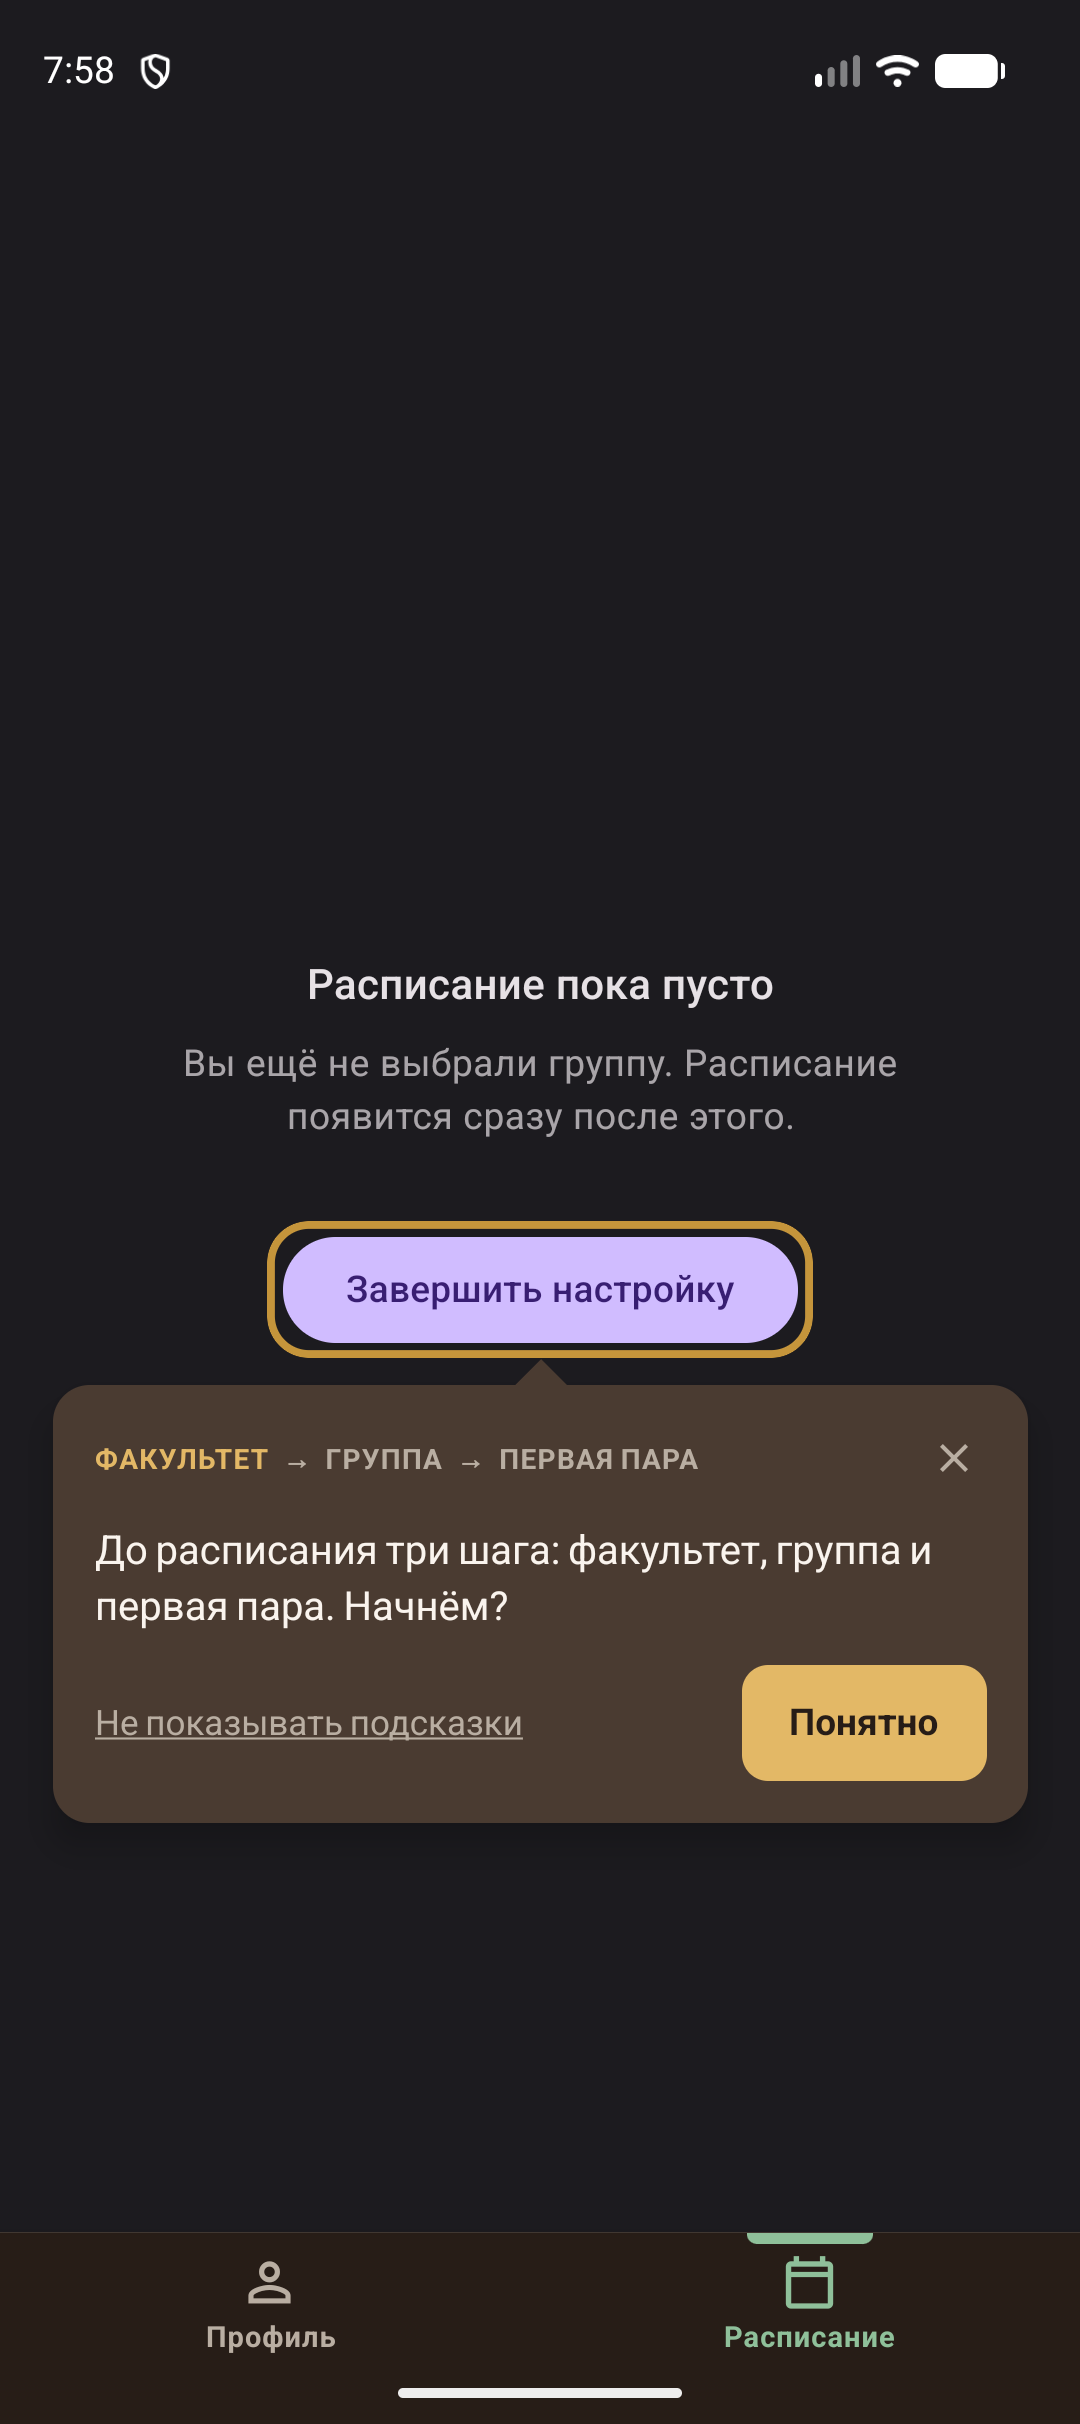 7:58
Расписание пока пусто
Вы ещё не выбрали группу. Расписание
появится сразу после этого.
Завершить настройку
ФАКУЛЬТЕТ → ГРУППА → ПЕРВАЯ ПАРА
До расписания три шага: факультет, группа и
первая пара. Начнём?
Не показывать подсказки
Понятно
Профиль
Расписание